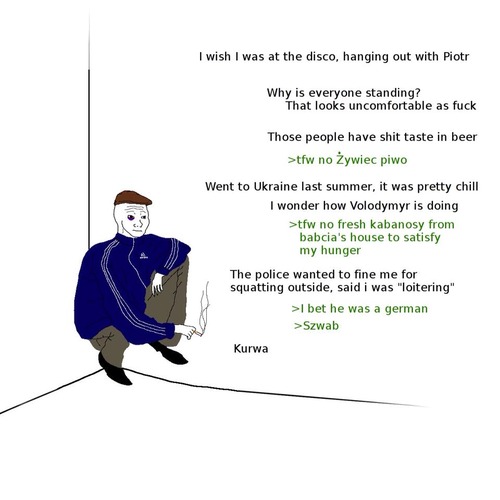 I wish I was at the disco, hanging out with Piotr
Why is everyone standing?
That looks uncomfortable as fuck
Those people have shit taste in beer
>tfw no Żywiec piwo
Went to Ukraine last summer, it was pretty chill
I wonder how Volodymyr is doing
>tfw no fresh kabanosy from
babcia's house to satisfy
my hunger
The police wanted to fine me for
squatting outside, said i was "loitering"
>I bet he was a german
>Szwab
Kurwa